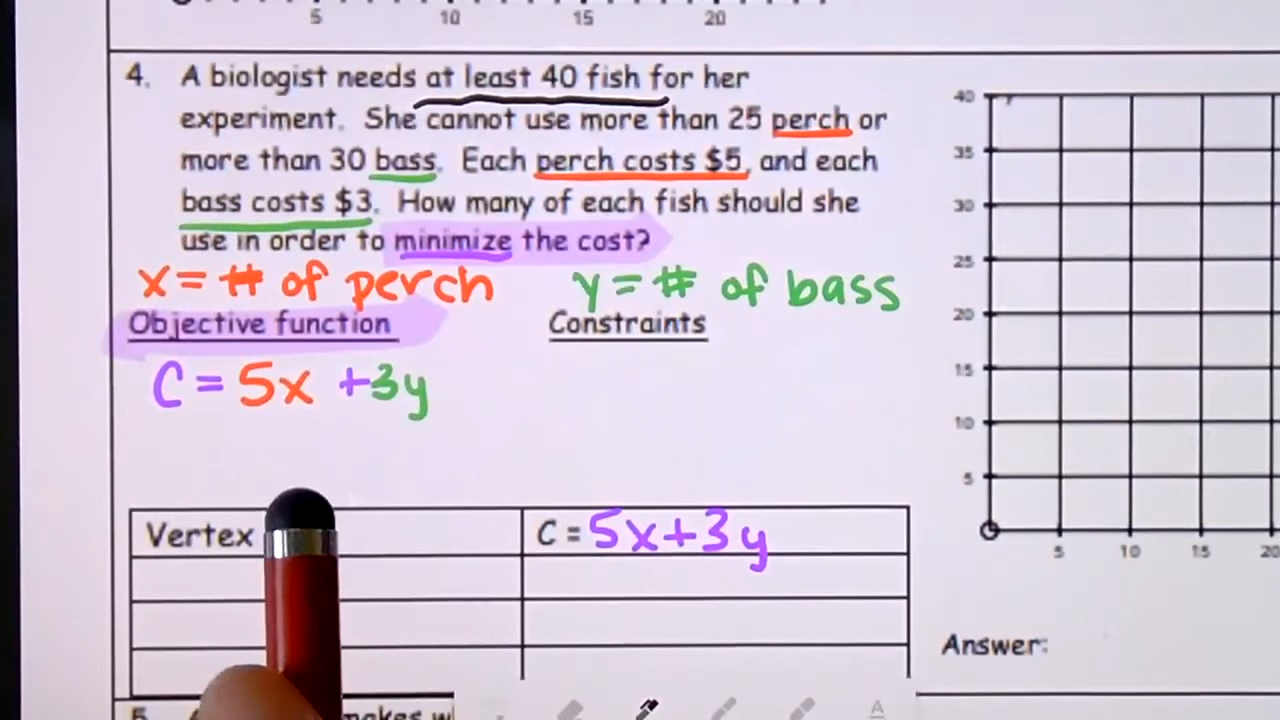 5 10 15 20
4. A biologist needs at least 40 fish for her
experiment. She cannot use more than 25 perch or
more than 30 bass. Each perch costs $5, and each
bass costs $3. How many of each fish should she
use in order to minimize the cost?
x = # of perch y = # of bass
Objective function Constraints
C = 5x + 3y
Vertex C = 5x+3y
40
35
30
25
20
15
10
5
5 10 15 20
Answer:
5. makes
A